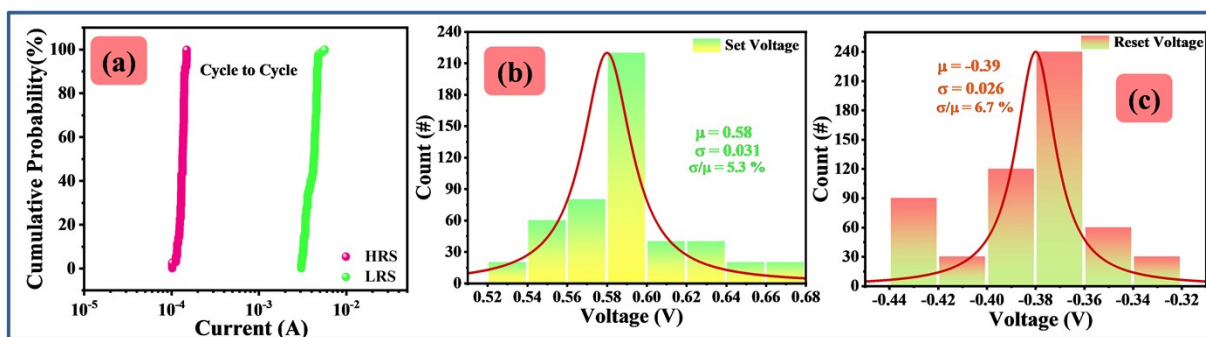 (a)
Cycle to Cycle
Cumulative Probability(%)
100
80
60
40
20
0
HRS
LRS
10⁻⁵
10⁻⁴
10⁻³
10⁻²
Current (A)
(b)
Set Voltage
Count (#)
240
210
180
150
120
90
60
30
0
μ = 0.58
σ = 0.031
σ/μ = 5.3 %
0.52 0.54 0.56 0.58 0.60 0.62 0.64 0.66 0.68
Voltage (V)
Reset Voltage
(c)
Count (#)
240
210
180
150
120
90
60
30
0
μ = -0.39
σ = 0.026
σ/μ = 6.7 %
-0.44 -0.42 -0.40 -0.38 -0.36 -0.34 -0.32
Voltage (V)